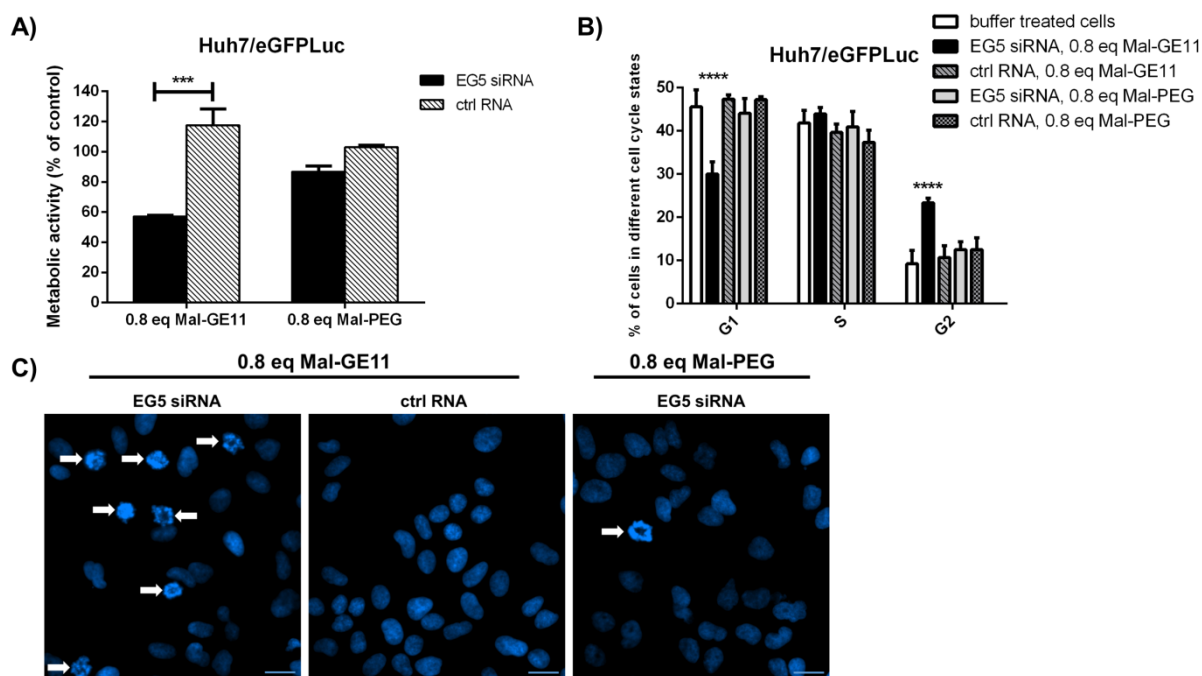 A)
Huh7/eGFPLuc
Metabolic activity (% of control)
140
120
100
80
60
40
20
0
***
EG5 siRNA
ctrl RNA
0.8 eq Mal-GE11
0.8 eq Mal-PEG
B)
Huh7/eGFPLuc
buffer treated cells
EG5 siRNA, 0.8 eq Mal-GE11
ctrl RNA, 0.8 eq Mal-GE11
EG5 siRNA, 0.8 eq Mal-PEG
ctrl RNA, 0.8 eq Mal-PEG
% of cells in different cell cycle states
50
40
30
20
10
0
****
****
G1
S
G2
C)
0.8 eq Mal-GE11
0.8 eq Mal-PEG
EG5 siRNA
ctrl RNA
EG5 siRNA